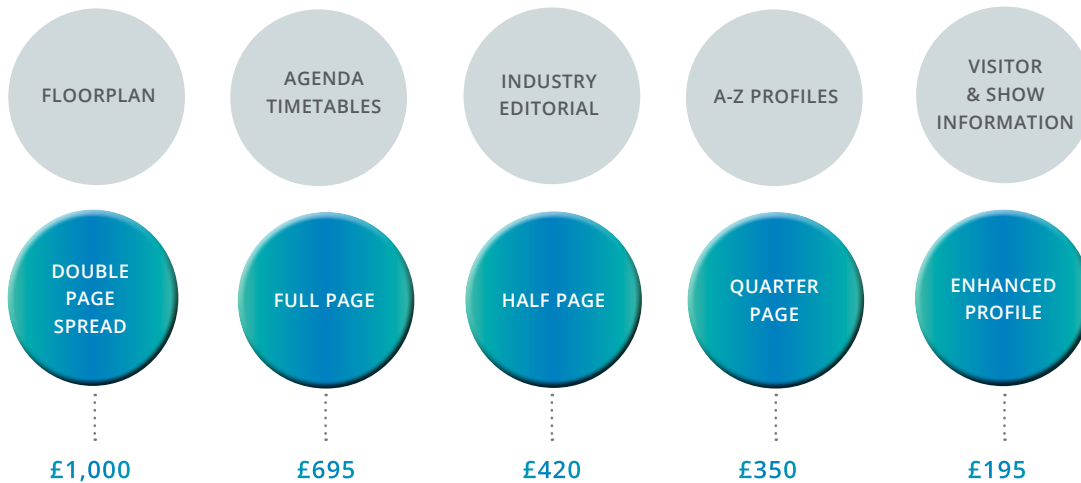 FLOORPLAN
AGENDA
TIMETABLES
INDUSTRY
EDITORIAL
A-Z PROFILES
VISITOR
& SHOW
INFORMATION
DOUBLE
PAGE
SPREAD
FULL PAGE
HALF PAGE
QUARTER
PAGE
ENHANCED
PROFILE
£1,000
£695
£420
£350
£195